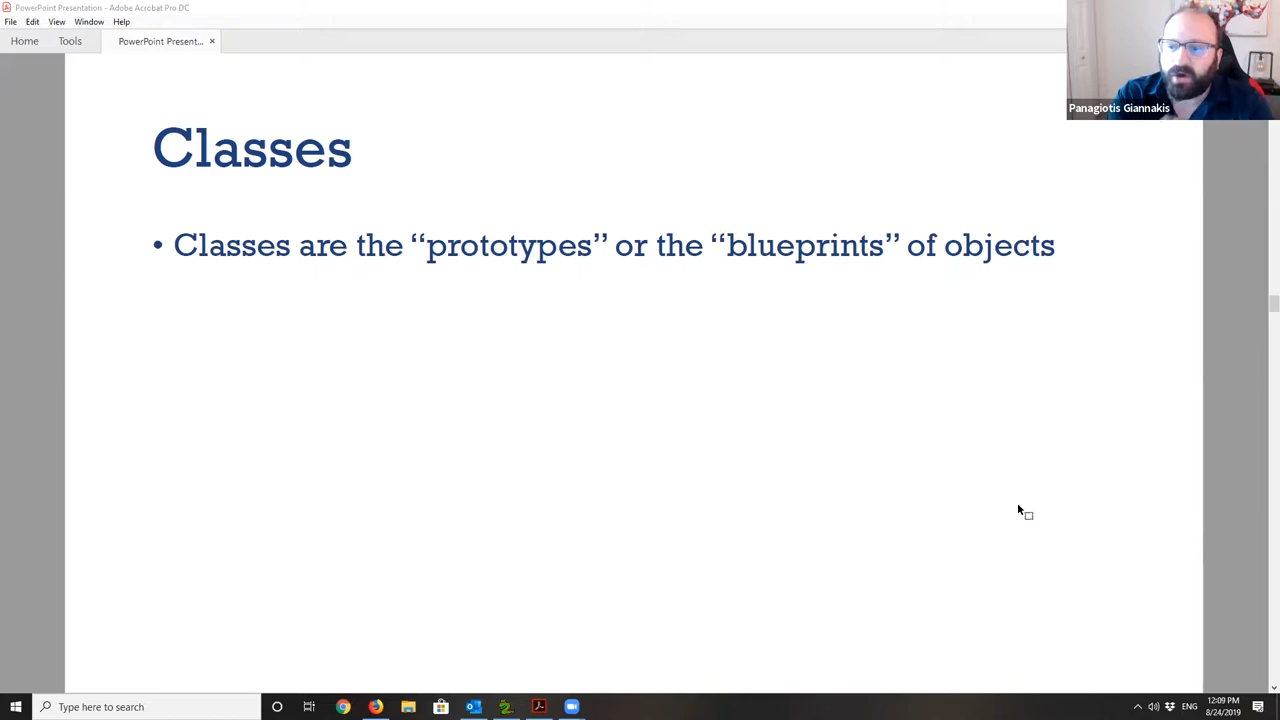 PowerPoint Presentation - Adobe Acrobat Pro DC
File Edit View Window Help
Home Tools PowerPoint Present... ×
Panagiotis Giannakis
Classes
• Classes are the “prototypes” or the “blueprints” of objects
Type here to search
ENG
12:09 PM
8/24/2019